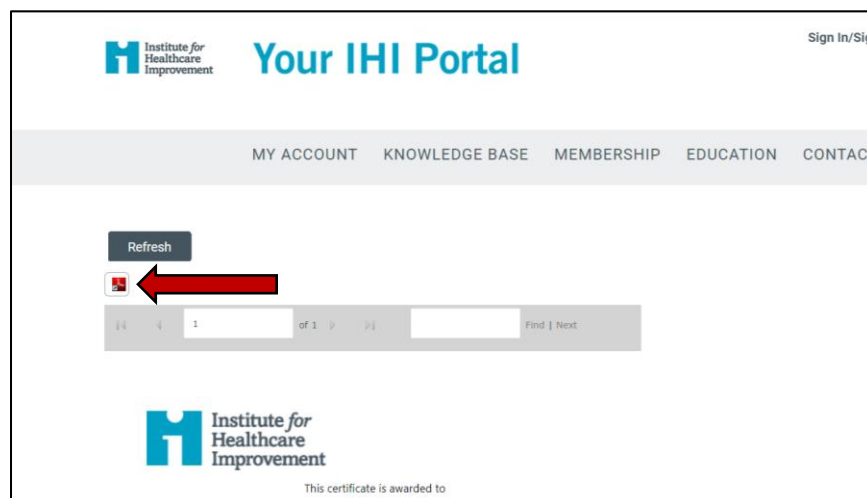 Institute for
Healthcare
Improvement
Your IHI Portal
Sign In/Sig
MY ACCOUNT KNOWLEDGE BASE MEMBERSHIP EDUCATION CONTAC
Refresh
1 of 1 Find | Next
Institute for
Healthcare
Improvement
This certificate is awarded to